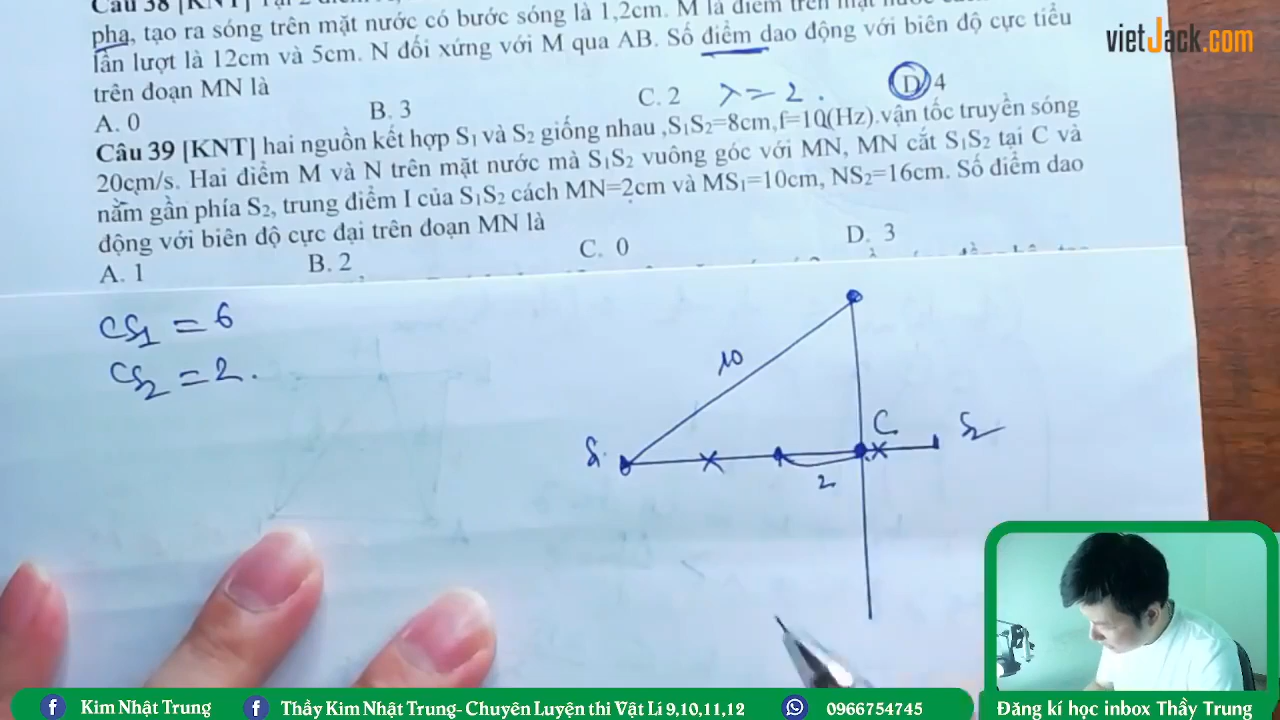 Câu 38 [KNT]
pha, tạo ra sóng trên mặt nước có bước sóng là 1,2cm. M là điểm trên mặt nước
lần lượt là 12cm và 5cm. N đối xứng với M qua AB. Số điểm dao động với biên độ cực tiểu
trên đoạn MN là
A. 0 B. 3 C. 2 λ = 2. D. 4
Câu 39 [KNT] hai nguồn kết hợp S1 và S2 giống nhau ,S1S2=8cm,f=10(Hz).vận tốc truyền sóng
20cm/s. Hai điểm M và N trên mặt nước mà S1S2 vuông góc với MN, MN cắt S1S2 tại C và
nằm gần phía S2, trung điểm I của S1S2 cách MN=2cm và MS1=10cm, NS2=16cm. Số điểm dao
động với biên độ cực đại trên đoạn MN là
A. 1 B. 2 C. 0 D. 3
CS1 = 6
CS2 = 2.
10
S1 C S2
2
vietJack.com
Kim Nhật Trung
Thầy Kim Nhật Trung- Chuyên Luyện thi Vật Lí 9,10,11,12
0966754745
Đăng kí học inbox Thầy Trung